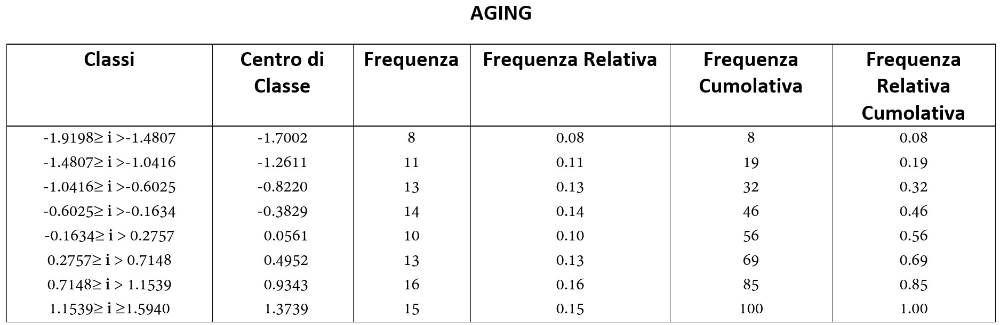 AGING
Classi Centro di Classe Frequenza Frequenza Relativa Frequenza Cumolativa Frequenza Relativa Cumolativa
-1.9198≥ i >-1.4807 -1.7002 8 0.08 8 0.08
-1.4807≥ i >-1.0416 -1.2611 11 0.11 19 0.19
-1.0416≥ i >-0.6025 -0.8220 13 0.13 32 0.32
-0.6025≥ i >-0.1634 -0.3829 14 0.14 46 0.46
-0.1634≥ i > 0.2757 0.0561 10 0.10 56 0.56
0.2757≥ i > 0.7148 0.4952 13 0.13 69 0.69
0.7148≥ i > 1.1539 0.9343 16 0.16 85 0.85
1.1539≥ i ≥1.5940 1.3739 15 0.15 100 1.00